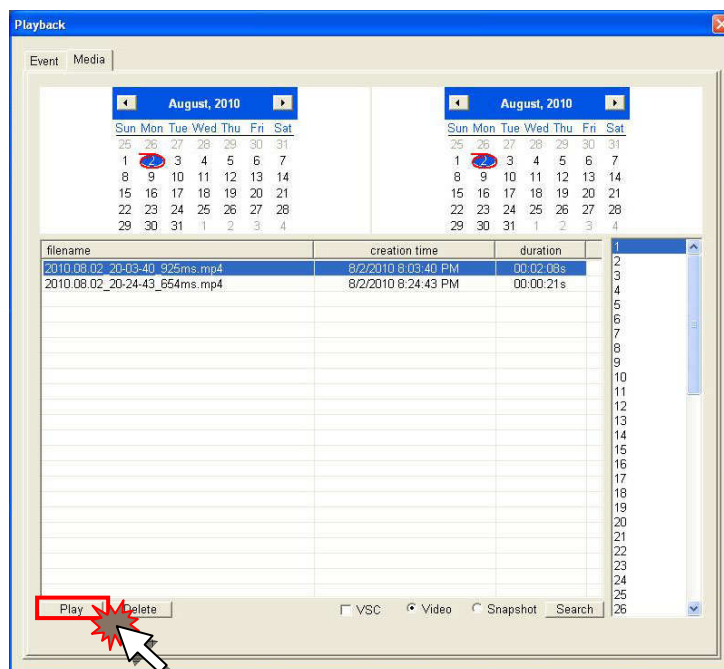 Playback
Event Media
August, 2010 August, 2010
Sun Mon Tue Wed Thu Fri Sat Sun Mon Tue Wed Thu Fri Sat
25 26 27 28 29 30 31 25 26 27 28 29 30 31
1 2 3 4 5 6 7 1 2 3 4 5 6 7
8 9 10 11 12 13 14 8 9 10 11 12 13 14
15 16 17 18 19 20 21 15 16 17 18 19 20 21
22 23 24 25 26 27 28 22 23 24 25 26 27 28
29 30 31 1 2 3 4 29 30 31 1 2 3 4
filename creation time duration
2010.08.02_20-03-40_925ms.mp4 8/2/2010 8:03:40 PM 00:02:08s
2010.08.02_20-24-43_654ms.mp4 8/2/2010 8:24:43 PM 00:00:21s
1
2
3
4
5
6
7
8
9
10
11
12
13
14
15
16
17
18
19
20
21
22
23
24
25
26
Play Delete VSC Video Snapshot Search